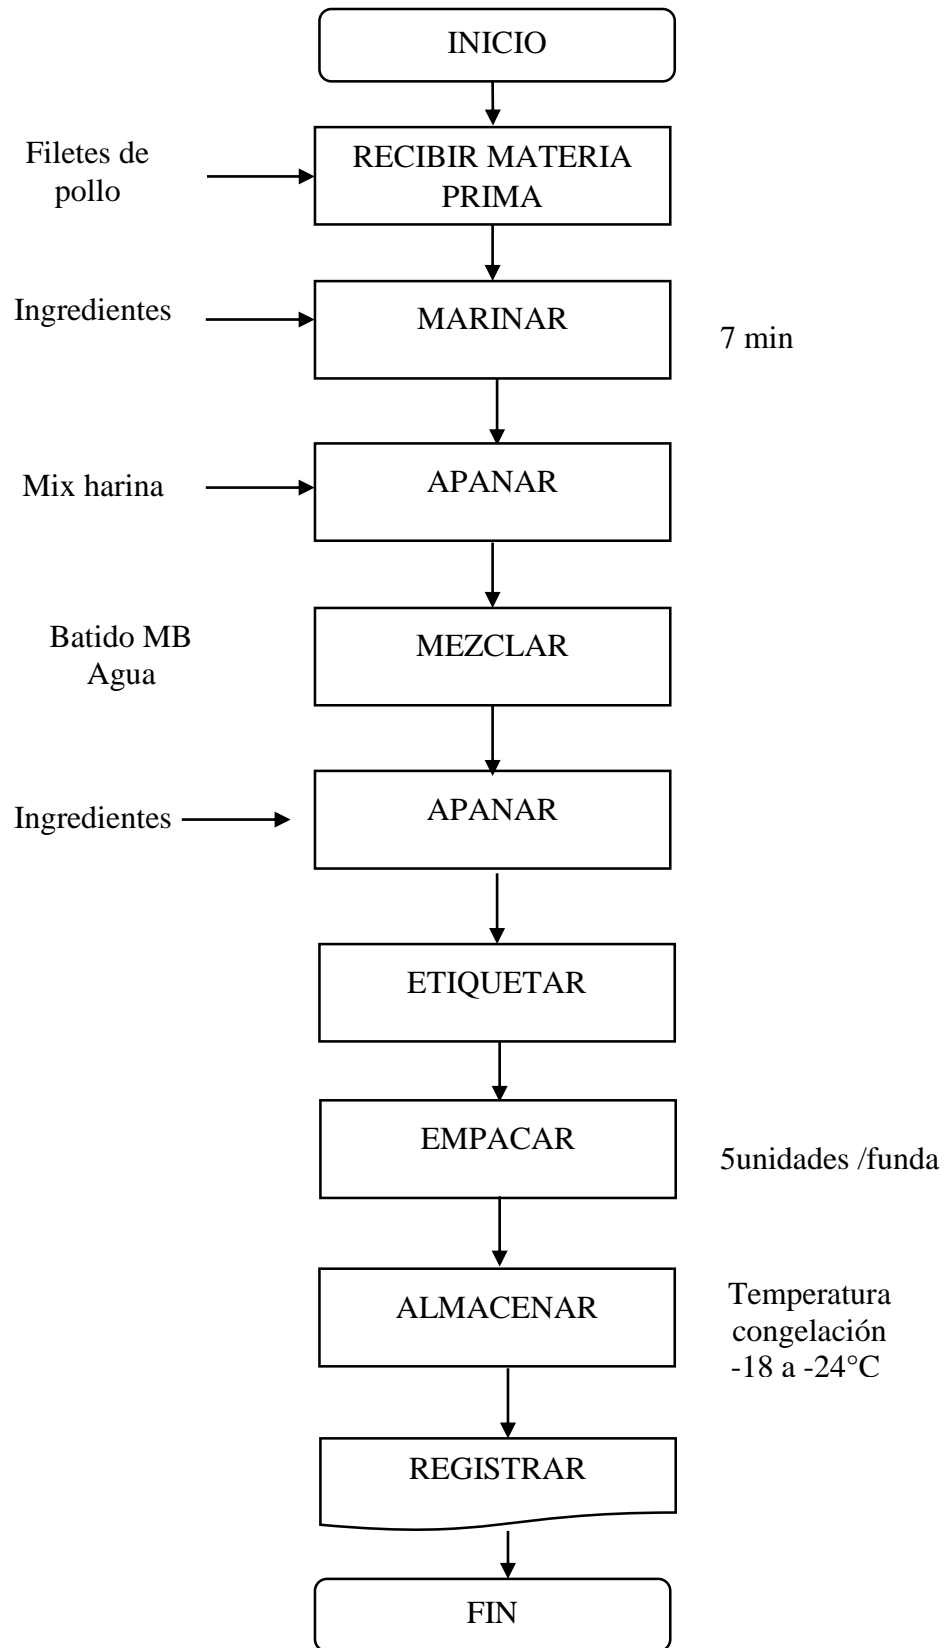 INICIO
Filetes de
pollo
RECIBIR MATERIA
PRIMA
Ingredientes
MARINAR
7 min
Mix harina
APANAR
Batido MB
Agua
MEZCLAR
Ingredientes
APANAR
ETIQUETAR
EMPACAR
5unidades /funda
ALMACENAR
Temperatura
congelación
-18 a -24°C
REGISTRAR
FIN